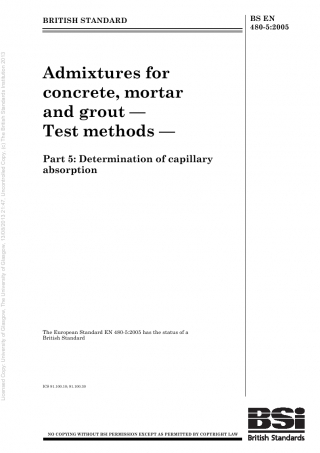 BRITISH STANDARD
BS EN
480-5:2005
Admixtures for
concrete, mortar
and grout —
Test methods —
Part 5: Determination of capillary
absorption
The European Standard EN 480-5:2005 has the status of a
British Standard
ICS 91.100.10; 91.100.30
NO COPYING WITHOUT BSI PERMISSION EXCEPT AS PERMITTED BY COPYRIGHT LAW
BSi
British Standards
Licensed Copy: University of Glasgow, The University of Glasgow, 13/03/2013 21:47, Uncontrolled Copy, (c) The British Standards Institution 2013